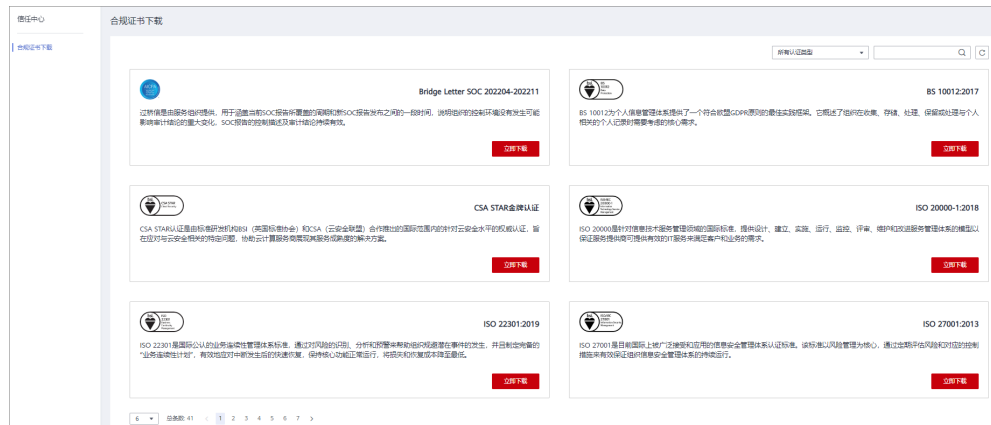 信任中心
合规证书下载
合规证书下载
所有认证类型
Bridge Letter SOC 202204-202211
过桥信是由服务组织提供，用于涵盖当前SOC报告所覆盖的周期和新SOC报告发布之间的一段时间，说明组织的控制环境没有发生可能
影响审计结论的重大变化，SOC报告的控制描述及审计结论持续有效。
立即下载
BS 10012:2017
BS 10012为个人信息管理体系提供了一个符合欧盟GDPR原则的最佳实践框架。它概述了组织在收集、存储、处理、保留或处理与个人
相关的个人记录时需要考虑的核心需求。
立即下载
CSA STAR金牌认证
CSA STAR认证是由标准研发机构BSI（英国标准协会）和CSA（云安全联盟）合作推出的国际范围内的针对云安全水平的权威认证，旨
在应对与云安全相关的特定问题，协助云计算服务商展现其服务成熟度的解决方案。
立即下载
ISO 20000-1:2018
ISO 20000是针对信息技术服务管理领域的国际标准，提供设计、建立、实施、运行、监控、评审、维护和改进服务管理体系的模型以
保证服务提供商可提供有效的IT服务来满足客户和业务的需求。
立即下载
ISO 22301:2019
ISO 22301是国际公认的业务连续性管理体系标准，通过对风险的识别、分析和预警来帮助组织规避潜在事件的发生，并且制定完备的
“业务连续性计划”，有效地应对中断发生后的快速恢复，保持核心功能正常运行，将损失和恢复成本降至最低。
立即下载
ISO 27001:2013
ISO 27001是目前国际上被广泛接受和应用的信息安全管理体系认证标准。该标准以风险管理为核心，通过定期评估风险和对应的控制
措施来有效保证组织信息安全管理体系的持续运行。
立即下载
6 总条数: 41 < 1 2 3 4 5 6 7 >